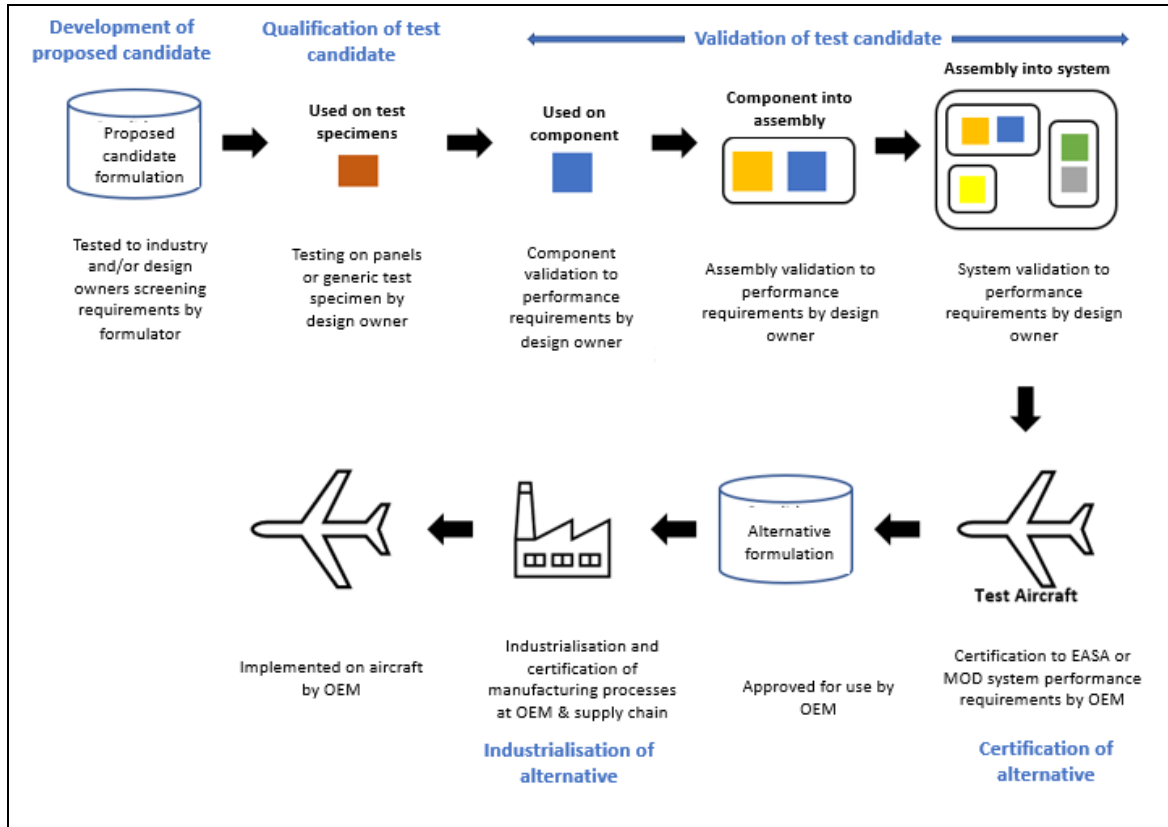 Development of
proposed candidate
Qualification of test
candidate
Validation of test candidate
Proposed
candidate
formulation
Used on test
specimens
Used on
component
Component into
assembly
Assembly into system
Tested to industry
and/or design
owners screening
requirements by
formulator
Testing on panels
or generic test
specimen by
design owner
Component
validation to
performance
requirements by
design owner
Assembly validation to
performance
requirements by design
owner
System validation to
performance
requirements by design
owner
Alternative
formulation
Test Aircraft
Implemented on aircraft
by OEM
Industrialisation and
certification of
manufacturing processes
at OEM & supply chain
Approved for use by
OEM
Certification to EASA or
MOD system performance
requirements by OEM
Industrialisation of
alternative
Certification of
alternative